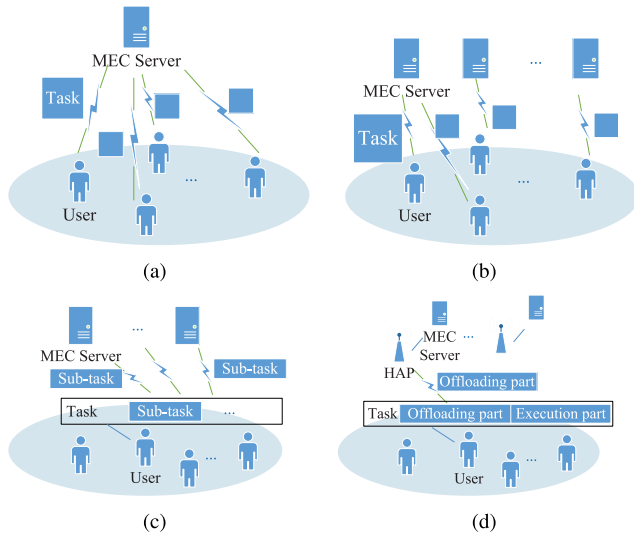 MEC Server
Task
...
User
(a)
...
MEC Server
Task
...
User
(b)
...
MEC Server
Sub-task
Sub-task
Task
Sub-task
...
...
User
(c)
...
MEC
Server
HAP
Offloading part
Task
Offloading part
Execution part
...
User
(d)